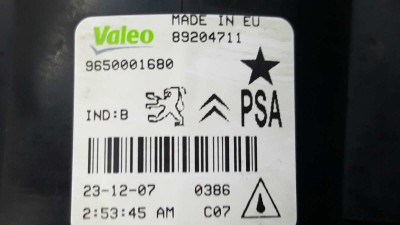 Valeo MADE IN EU
89204711
9650001680
IND:B PSA
23-12-07 0386
2:53:45 AM C07